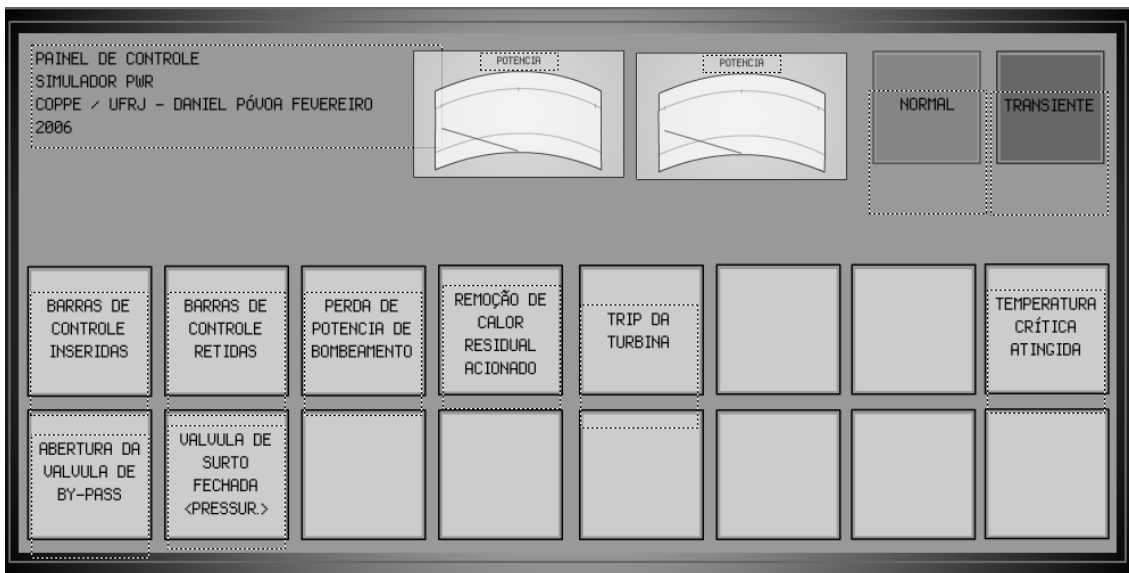 PAINEL DE CONTROLE
SIMULADOR PWR
COPPE / UFRJ - DANIEL PÓVOA FEVEREIRO
2006
POTENCIA
POTENCIA
NORMAL
TRANSIENTE
BARRAS DE
CONTROLE
INSERIDAS
BARRAS DE
CONTROLE
RETIDAS
PERDA DE
POTENCIA DE
BOMBEAMENTO
REMOÇÃO DE
CALOR
RESIDUAL
ACIONADO
TRIP DA
TURBINA
TEMPERATURA
CRÍTICA
ATINGIDA
ABERTURA DA
VALVULA DE
BY-PASS
VALVULA DE
SURTO
FECHADA
<PRESSUR.>